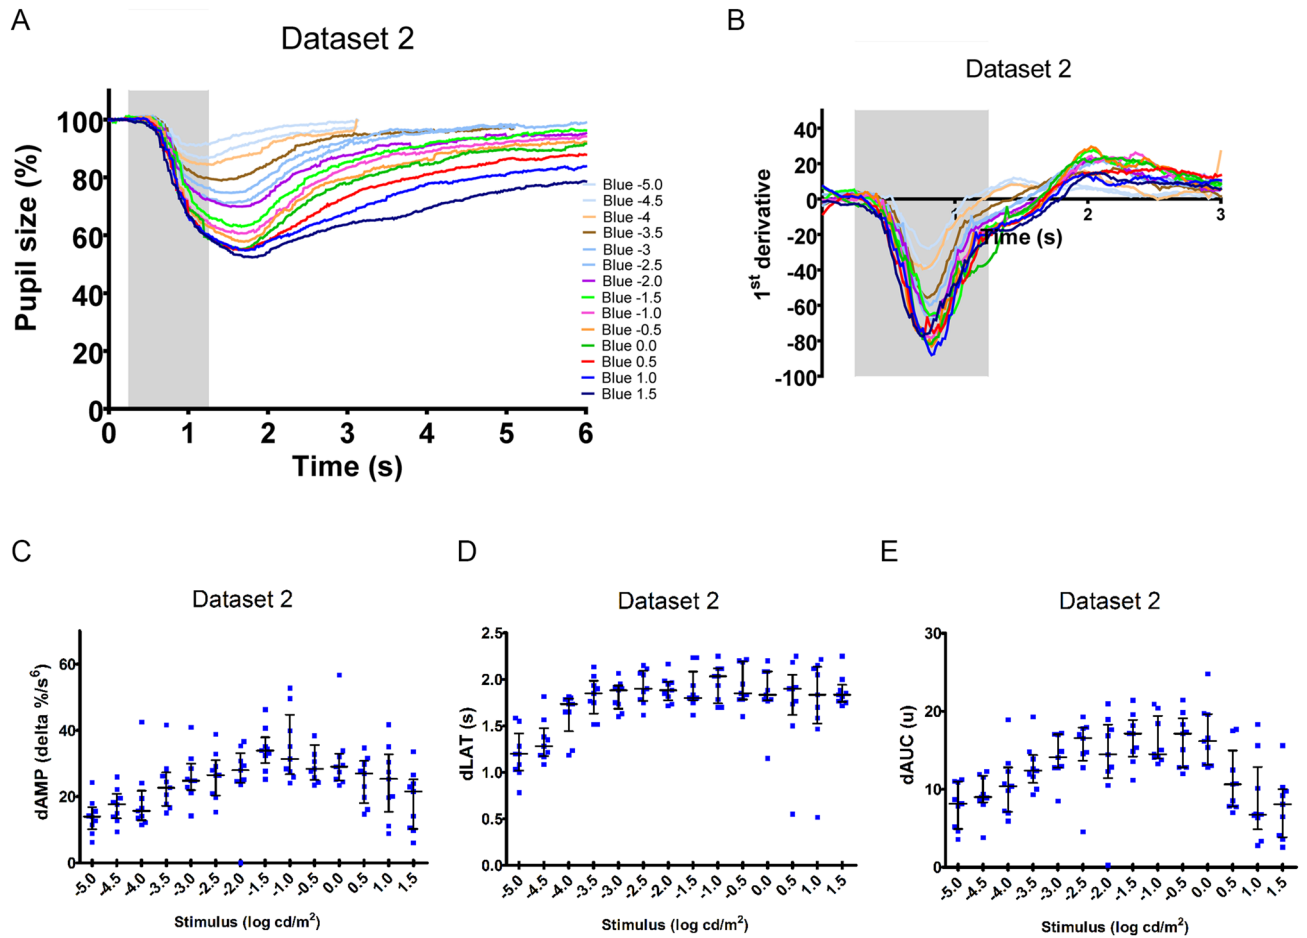 A
Dataset 2
Pupil size (%)
100
80
60
40
20
0
0 1 2 3 4 5 6
Time (s)
Blue -5.0
Blue -4.5
Blue -4
Blue -3.5
Blue -3
Blue -2.5
Blue -2.0
Blue -1.5
Blue -1.0
Blue -0.5
Blue 0.0
Blue 0.5
Blue 1.0
Blue 1.5
B
Dataset 2
1st derivative
40
20
0
-20
-40
-60
-80
-100
1 2 3
Time (s)
C
Dataset 2
dAMP (delta %/s⁶)
60
40
20
0
-5.0 -4.5 -4.0 -3.5 -3.0 -2.5 -2.0 -1.5 -1.0 -0.5 0.0 0.5 1.0 1.5
Stimulus (log cd/m²)
D
Dataset 2
dLAT (s)
2.5
2.0
1.5
1.0
0.5
0.0
-5.0 -4.5 -4.0 -3.5 -3.0 -2.5 -2.0 -1.5 -1.0 -0.5 0.0 0.5 1.0 1.5
Stimulus (log cd/m²)
E
Dataset 2
dAUC (u)
30
20
10
0
-5.0 -4.5 -4.0 -3.5 -3.0 -2.5 -2.0 -1.5 -1.0 -0.5 0.0 0.5 1.0 1.5
Stimulus (log cd/m²)